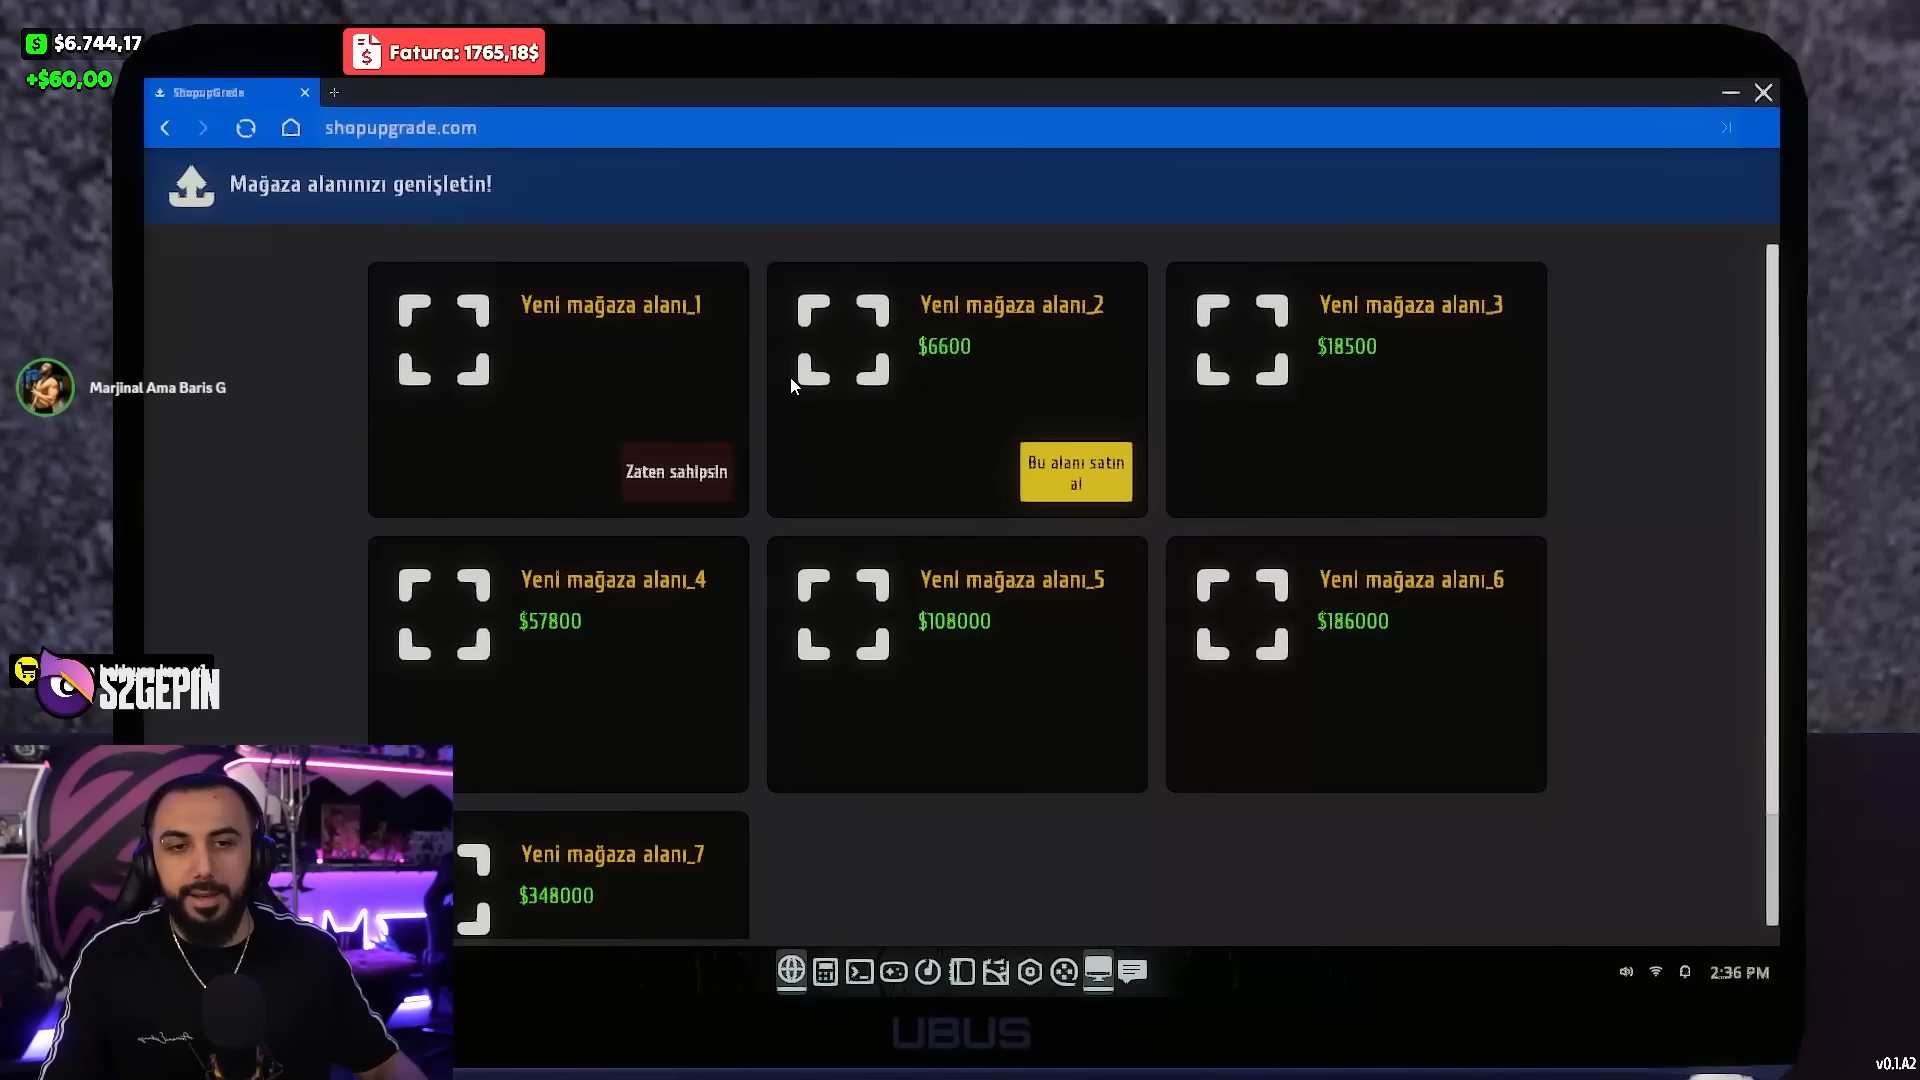 $6.744,17
+$60,00
Fatura: 1765,18$
ShopupGrade
shopupgrade.com
Mağaza alanınızı genişletin!
Yeni mağaza alanı_1
Zaten sahipsin
Yeni mağaza alanı_2
$6600
Bu alanı satın
al
Yeni mağaza alanı_3
$18500
Marjinal Ama Baris G
Yeni mağaza alanı_4
$57800
Yeni mağaza alanı_5
$108000
Yeni mağaza alanı_6
$186000
SZGEPIN
Yeni mağaza alanı_7
$348000
2:36 PM
UBUS
v0.1.A2